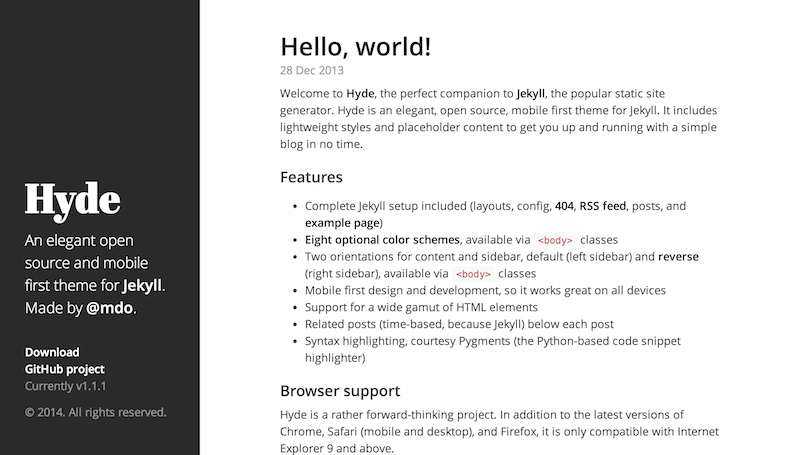 Hyde
An elegant open
source and mobile
first theme for Jekyll.
Made by @mdo.
Download
GitHub project
Currently v1.1.1
© 2014. All rights reserved.
Hello, world!
28 Dec 2013
Welcome to Hyde, the perfect companion to Jekyll, the popular static site
generator. Hyde is an elegant, open source, mobile first theme for Jekyll. It includes
lightweight styles and placeholder content to get you up and running with a simple
blog in no time.
Features
• Complete Jekyll setup included (layouts, config, 404, RSS feed, posts, and
example page)
• Eight optional color schemes, available via <body> classes
• Two orientations for content and sidebar, default (left sidebar) and reverse
(right sidebar), available via <body> classes
• Mobile first design and development, so it works great on all devices
• Support for a wide gamut of HTML elements
• Related posts (time-based, because Jekyll) below each post
• Syntax highlighting, courtesy Pygments (the Python-based code snippet
highlighter)
Browser support
Hyde is a rather forward-thinking project. In addition to the latest versions of
Chrome, Safari (mobile and desktop), and Firefox, it is only compatible with Internet
Explorer 9 and above.